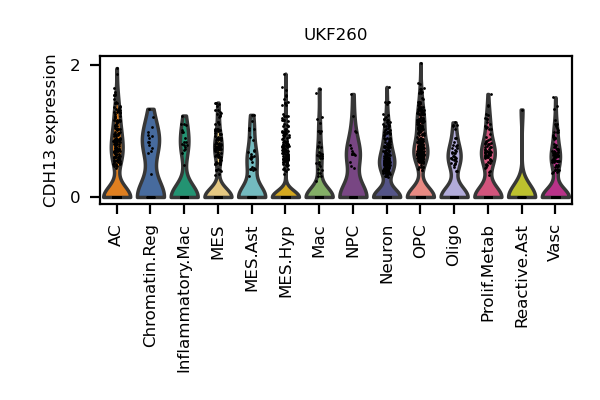 UKF260
CDH13 expression
2
0
AC
Chromatin.Reg
Inflammatory.Mac
MES
MES.Ast
MES.Hyp
Mac
NPC
Neuron
OPC
Oligo
Prolif.Metab
Reactive.Ast
Vasc